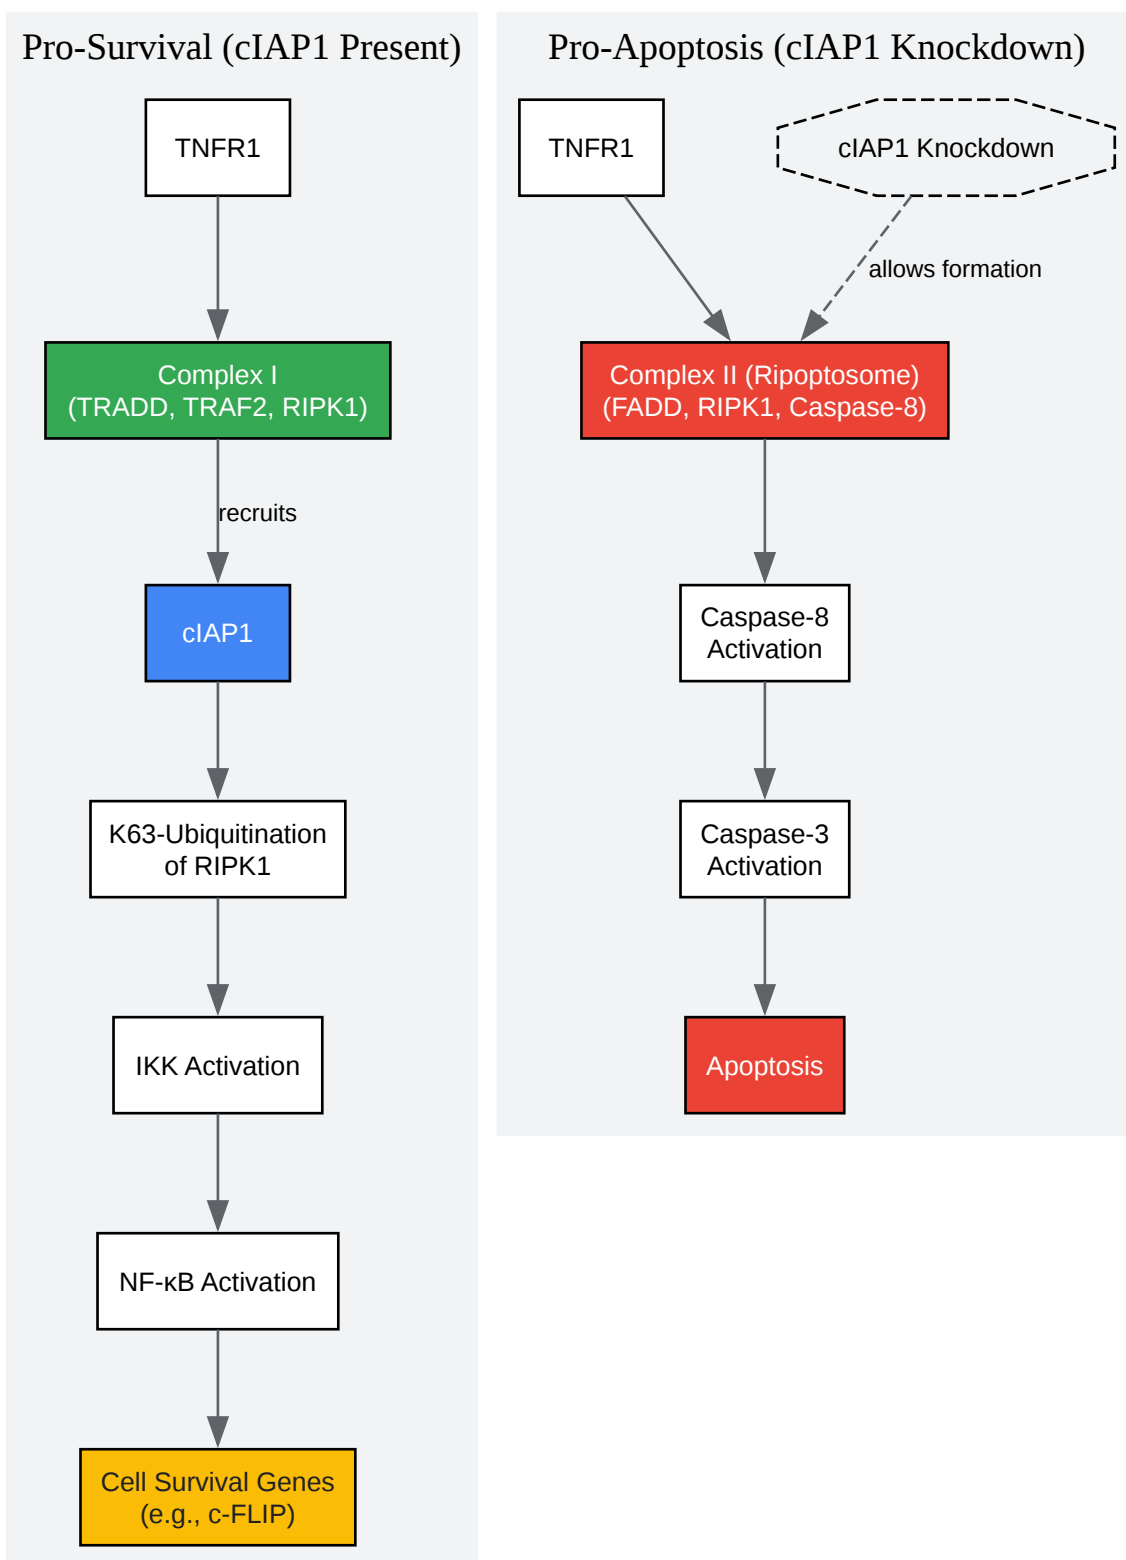 Pro-Survival (cIAP1 Present)
TNFR1
Complex I
(TRADD, TRAF2, RIPK1)
recruits
cIAP1
K63-Ubiquitination
of RIPK1
IKK Activation
NF-κB Activation
Cell Survival Genes
(e.g., c-FLIP)
Pro-Apoptosis (cIAP1 Knockdown)
TNFR1
cIAP1 Knockdown
allows formation
Complex II (Ripoptosome)
(FADD, RIPK1, Caspase-8)
Caspase-8
Activation
Caspase-3
Activation
Apoptosis